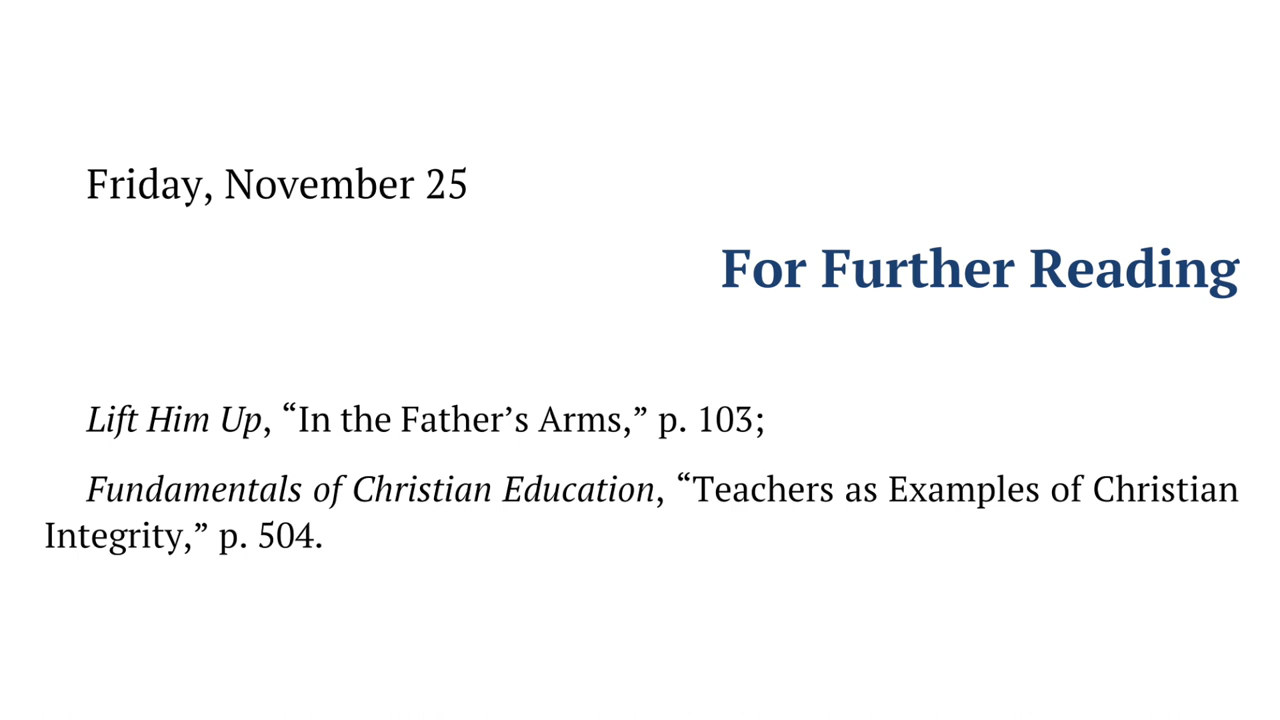 Friday, November 25
For Further Reading
Lift Him Up, “In the Father’s Arms,” p. 103;
Fundamentals of Christian Education, “Teachers as Examples of Christian
Integrity,” p. 504.